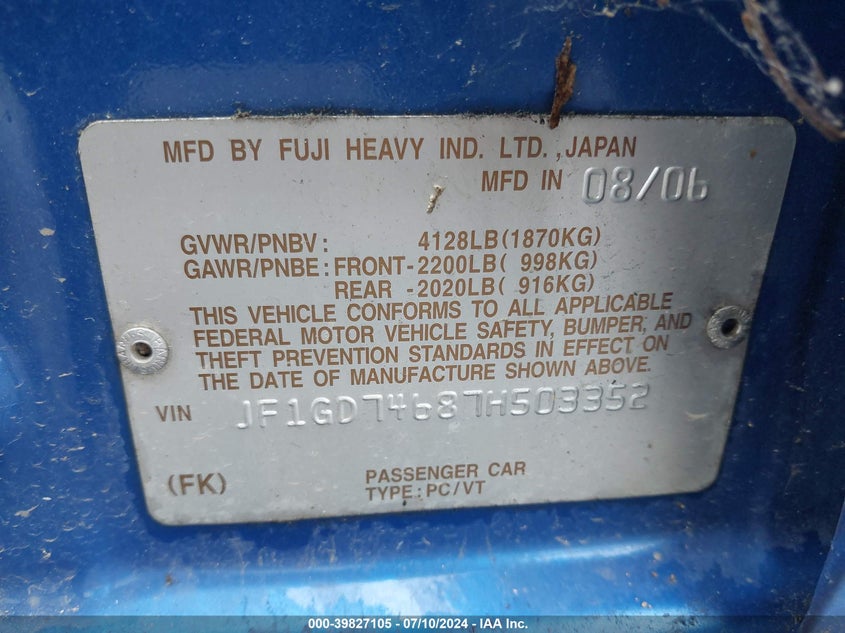 MFD BY FUJI HEAVY IND. LTD. ,JAPAN
MFD IN 08/06
GVWR/PNBV : 4128LB(1870KG)
GAWR/PNBE : FRONT-2200LB( 998KG)
REAR -2020LB( 916KG)
THIS VEHICLE CONFORMS TO ALL APPLICABLE
FEDERAL MOTOR VEHICLE SAFETY, BUMPER, AND
THEFT PREVENTION STANDARDS IN EFFECT ON
THE DATE OF MANUFACTURE SHOWN ABOVE.
VIN JF1GD74687H503352
(FK)
PASSENGER CAR
TYPE : PC/VT
000-39827105 - 07/10/2024 - © IAA Inc.